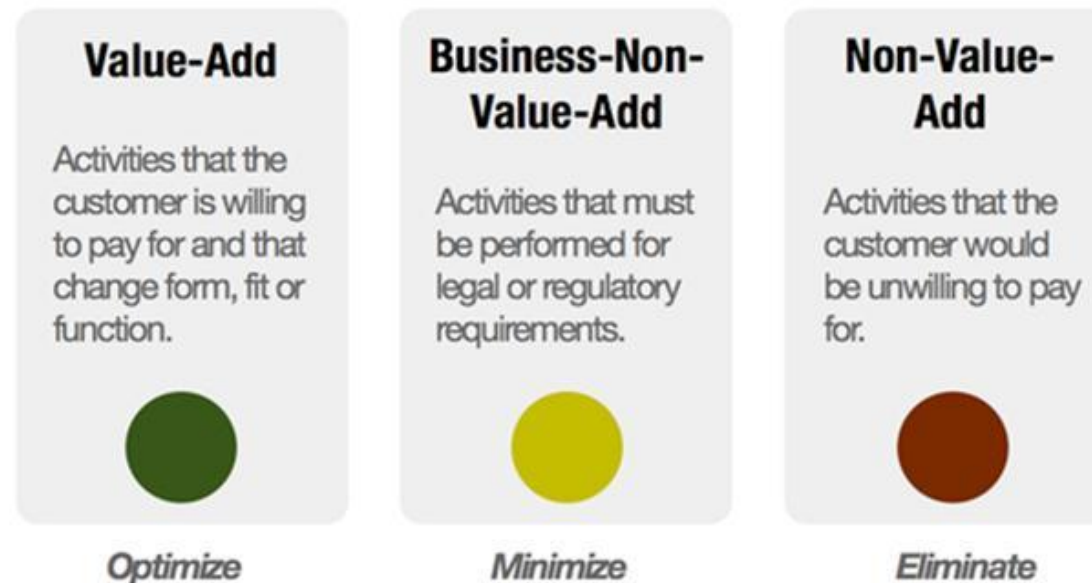 Value-Add
Activities that the
customer is willing
to pay for and that
change form, fit or
function.
Optimize
Business-Non-
Value-Add
Activities that must
be performed for
legal or regulatory
requirements.
Minimize
Non-Value-
Add
Activities that the
customer would
be unwilling to pay
for.
Eliminate